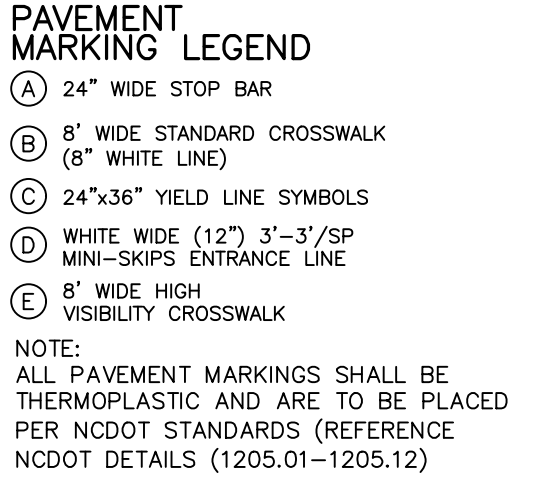 PAVEMENT
MARKING LEGEND
A 24" WIDE STOP BAR
B 8' WIDE STANDARD CROSSWALK
(8" WHITE LINE)
C 24"x36" YIELD LINE SYMBOLS
D WHITE WIDE (12") 3'-3'/SP
MINI-SKIPS ENTRANCE LINE
E 8' WIDE HIGH
VISIBILITY CROSSWALK
NOTE:
ALL PAVEMENT MARKINGS SHALL BE
THERMOPLASTIC AND ARE TO BE PLACED
PER NCDOT STANDARDS (REFERENCE
NCDOT DETAILS (1205.01-1205.12)